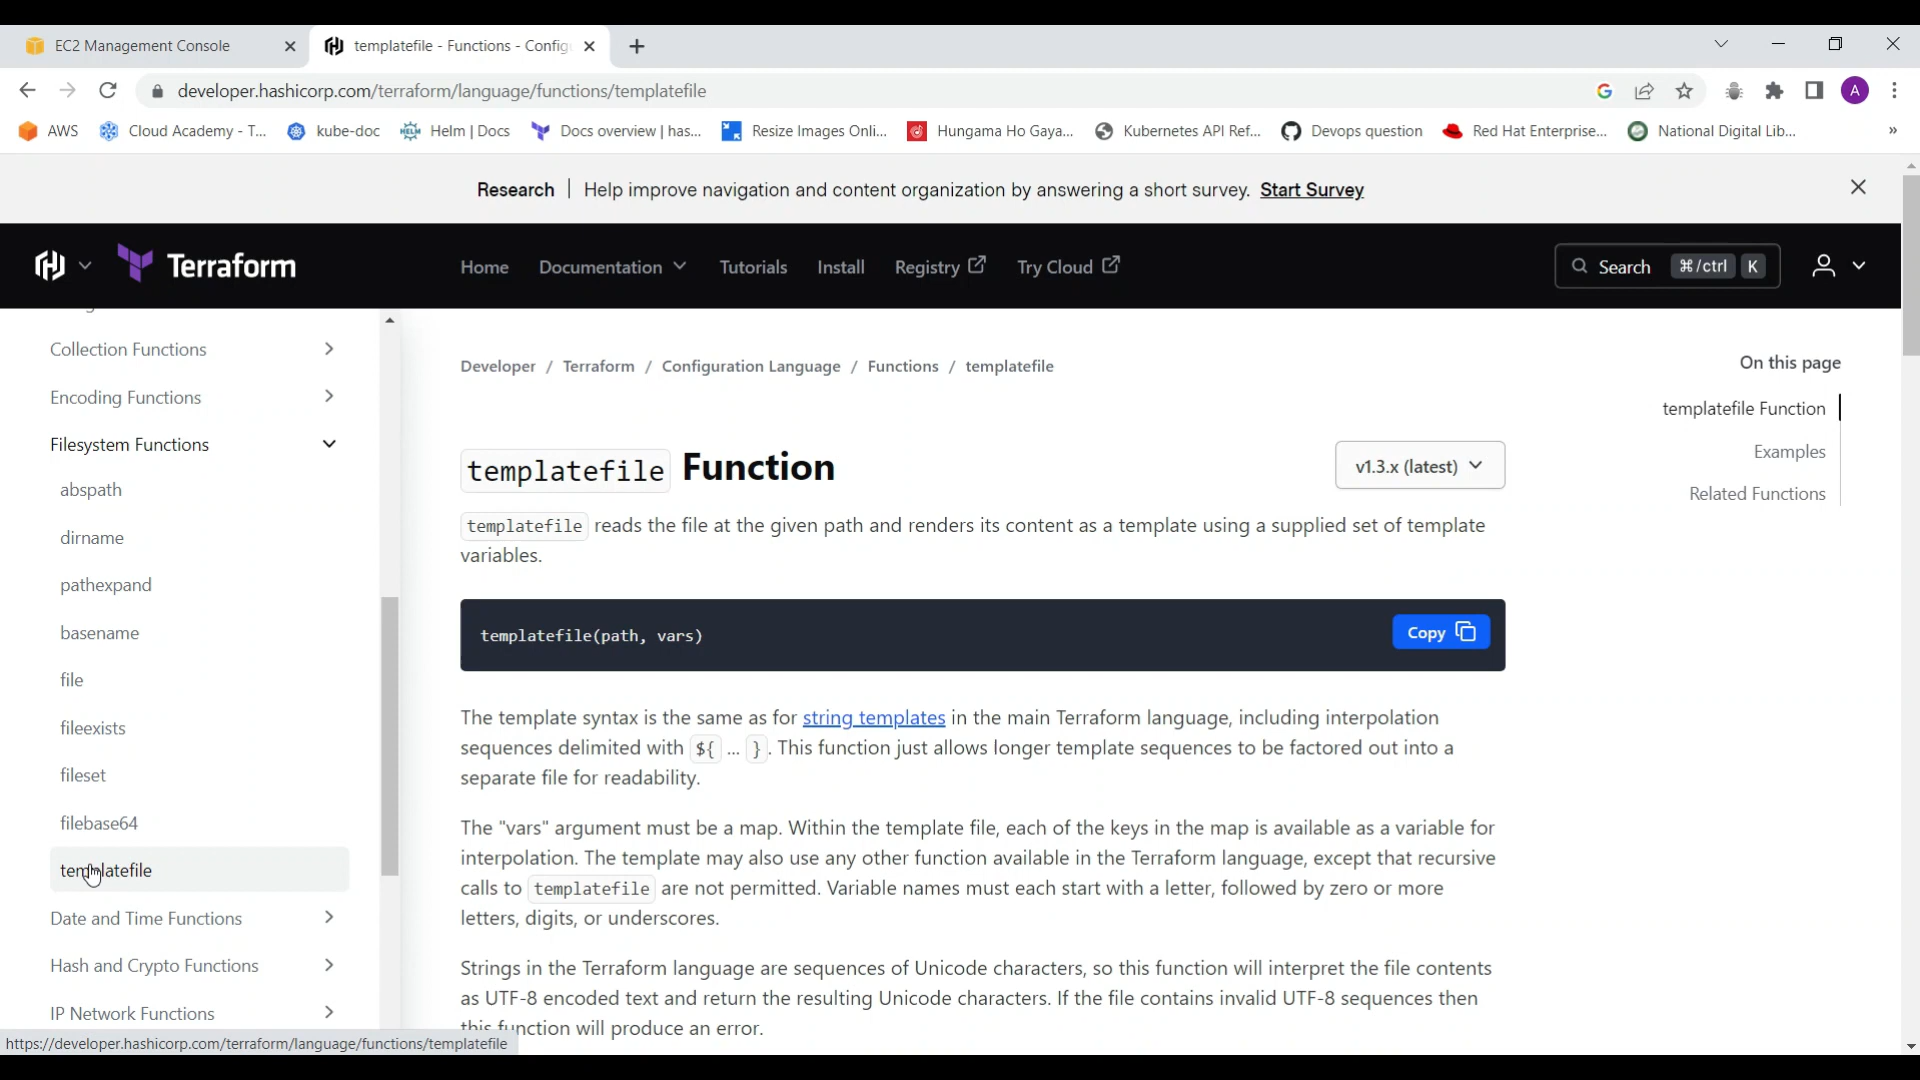 EC2 Management Console
templatefile - Functions - Config
developer.hashicorp.com/terraform/language/functions/templatefile
A
AWS
Cloud Academy - T...
kube-doc
HELM Helm | Docs
Docs overview | has...
Resize Images Onli...
Hungama Ho Gaya...
Kubernetes API Ref...
Devops question
Red Hat Enterprise...
National Digital Lib...
»
Research | Help improve navigation and content organization by answering a short survey. Start Survey
Terraform
Home
Documentation
Tutorials
Install
Registry
Try Cloud
Search ⌘/ctrl K
Collection Functions
Encoding Functions
Filesystem Functions
abspath
dirname
pathexpand
basename
file
fileexists
fileset
filebase64
templatefile
Date and Time Functions
Hash and Crypto Functions
IP Network Functions
Developer / Terraform / Configuration Language / Functions / templatefile
templatefile Function
v1.3.x (latest)
templatefile reads the file at the given path and renders its content as a template using a supplied set of template
variables.
templatefile(path, vars)
Copy
The template syntax is the same as for string templates in the main Terraform language, including interpolation
sequences delimited with ${ ... }. This function just allows longer template sequences to be factored out into a
separate file for readability.
The "vars" argument must be a map. Within the template file, each of the keys in the map is available as a variable for
interpolation. The template may also use any other function available in the Terraform language, except that recursive
calls to templatefile are not permitted. Variable names must each start with a letter, followed by zero or more
letters, digits, or underscores.
Strings in the Terraform language are sequences of Unicode characters, so this function will interpret the file contents
as UTF-8 encoded text and return the resulting Unicode characters. If the file contains invalid UTF-8 sequences then
this function will produce an error.
On this page
templatefile Function
Examples
Related Functions
https://developer.hashicorp.com/terraform/language/functions/templatefile